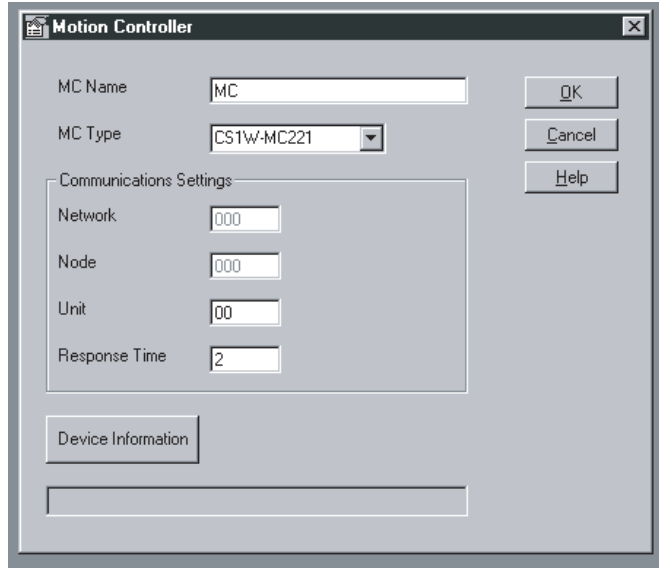 Motion Controller
MC Name
MC
OK
MC Type
CS1W-MC221
Cancel
Communications Settings
Help
Network
000
Node
000
Unit
00
Response Time
2
Device Information